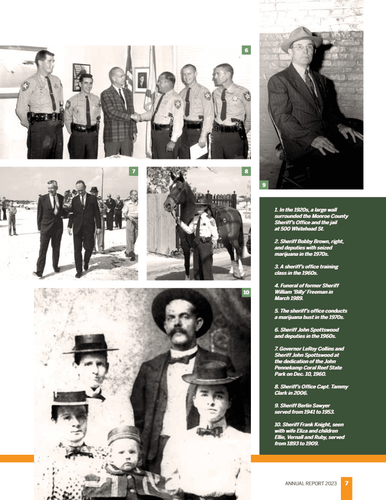 6
7
8
9
10
1. In the 1920s, a large wall
surrounded the Monroe County
Sheriff's Office and the jail
at 500 Whitehead St.
2. Sheriff Bobby Brown, right,
and deputies with seized
marijuana in the 1970s.
3. A sheriff's office training
class in the 1960s.
4. Funeral of former Sheriff
William 'Billy' Freeman in
March 1989.
5. The sheriff's office conducts
a marijuana bust in the 1970s.
6. Sheriff John Spottswood
and deputies in the 1960s.
7. Governor LeRoy Collins and
Sheriff John Spottswood at
the dedication of the John
Pennekamp Coral Reef State
Park on Dec. 10, 1960.
8. Sheriff's Office Capt. Tammy
Clark in 2006.
9. Sheriff Berlin Sawyer
served from 1941 to 1953.
10. Sheriff Frank Knight, seen
with wife Eliza and children
Ellie, Vernall and Ruby, served
from 1893 to 1909.
ANNUAL REPORT 2023 7